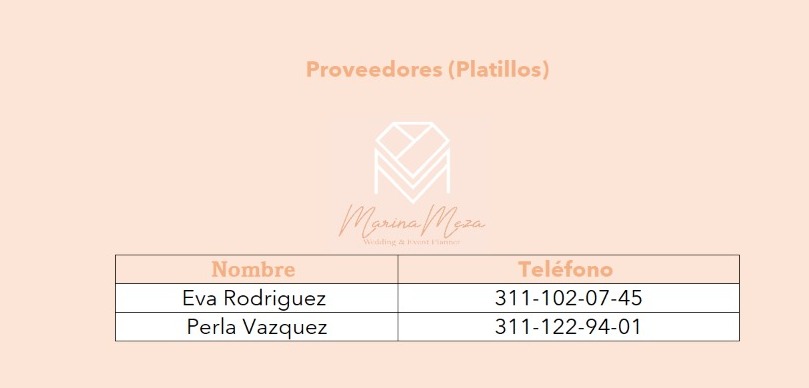 Proveedores (Platillos)
Marina Meza
Wedding & Event Planner
Nombre Teléfono
Eva Rodriguez 311-102-07-45
Perla Vazquez 311-122-94-01